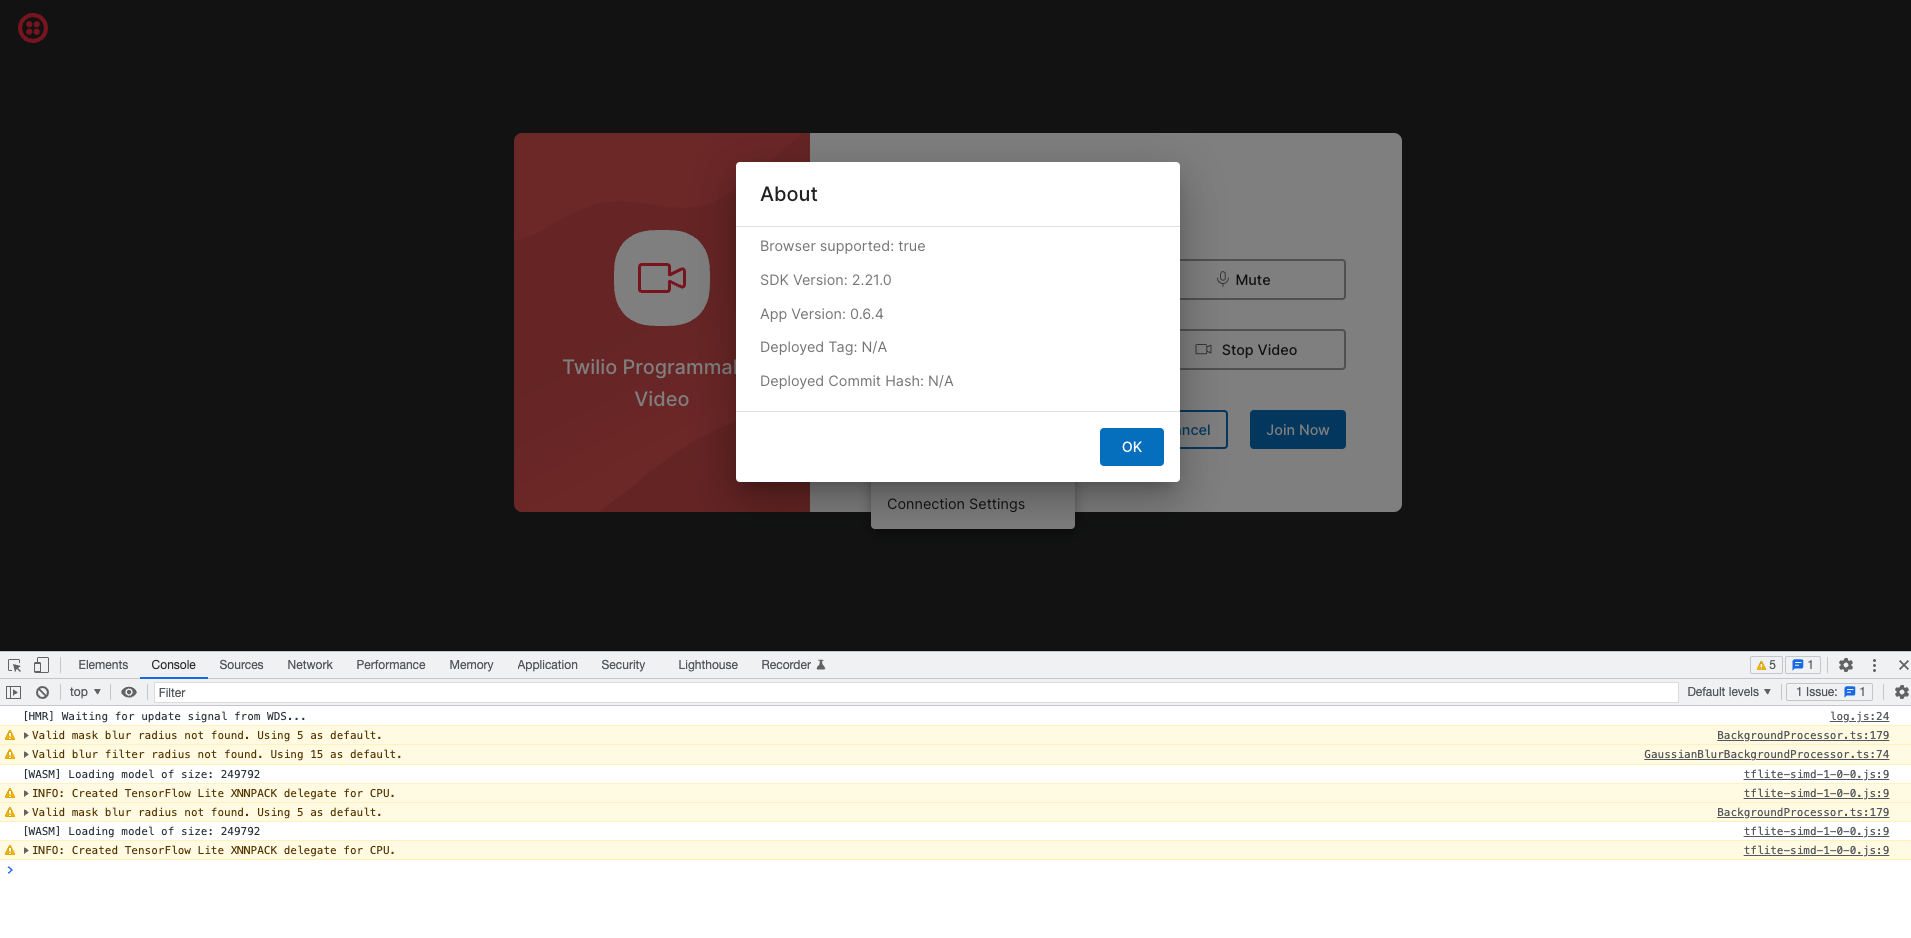 About
Browser supported: true
SDK Version: 2.21.0
App Version: 0.6.4
Deployed Tag: N/A
Deployed Commit Hash: N/A
OK
Twilio Programmal
Video
Mute
Stop Video
ncel
Join Now
Connection Settings
Elements Console Sources Network Performance Memory Application Security Lighthouse Recorder 5 1
top Filter Default levels 1 Issue: 1
[HMR] Waiting for update signal from WDS... log.js:24
Valid mask blur radius not found. Using 5 as default. BackgroundProcessor.ts:179
Valid blur filter radius not found. Using 15 as default. GaussianBlurBackgroundProcessor.ts:74
[WASM] Loading model of size: 249792 tflite-simd-1-0-0.js:9
INFO: Created TensorFlow Lite XNNPACK delegate for CPU. tflite-simd-1-0-0.js:9
Valid mask blur radius not found. Using 5 as default. BackgroundProcessor.ts:179
[WASM] Loading model of size: 249792 tflite-simd-1-0-0.js:9
INFO: Created TensorFlow Lite XNNPACK delegate for CPU. tflite-simd-1-0-0.js:9